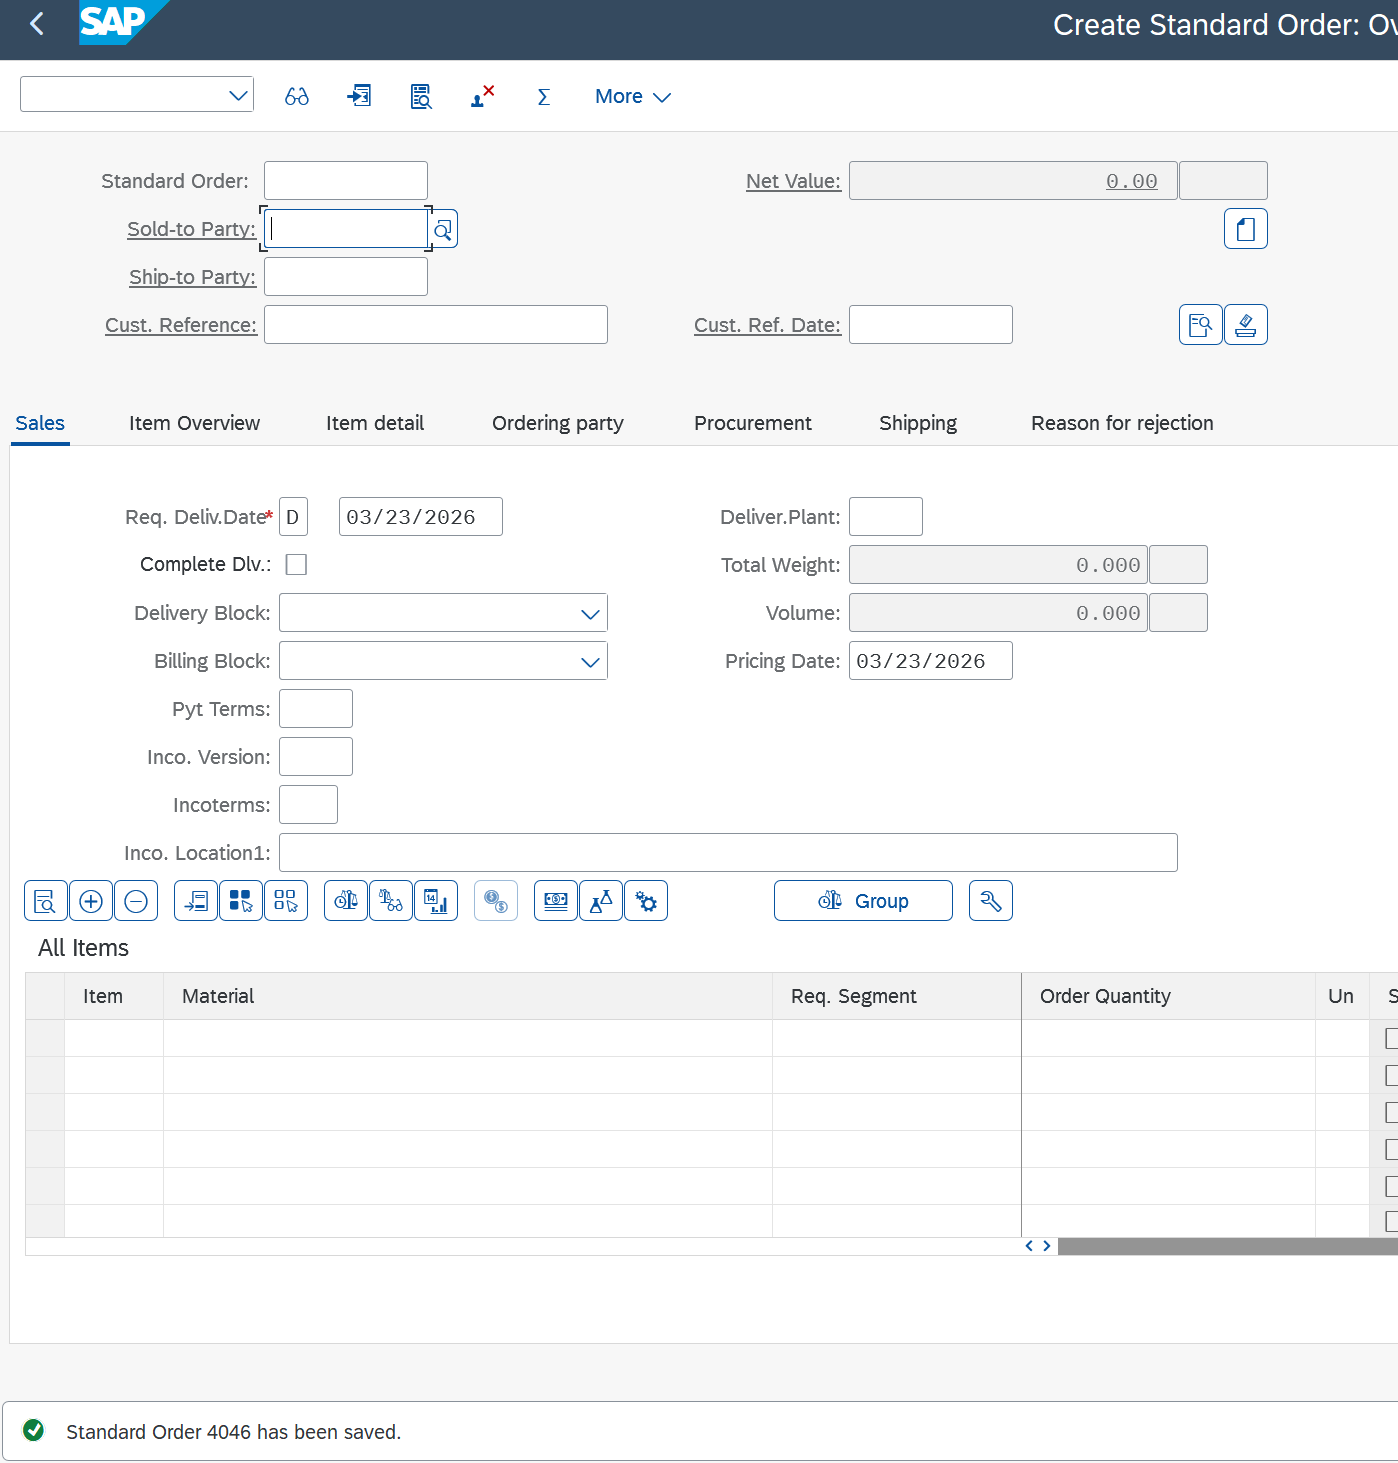 SAP
Create Standard Order: Ov
More
Standard Order:
Net Value: 0.00
Sold-to Party:
Ship-to Party:
Cust. Reference:
Cust. Ref. Date:
Sales Item Overview Item detail Ordering party Procurement Shipping Reason for rejection
Req. Deliv.Date* D 03/23/2026 Deliver.Plant:
Complete Dlv.: Total Weight: 0.000
Delivery Block: Volume: 0.000
Billing Block: Pricing Date: 03/23/2026
Pyt Terms:
Inco. Version:
Incoterms:
Inco. Location1:
Group
All Items
Item Material Req. Segment Order Quantity Un S
Standard Order 4046 has been saved.